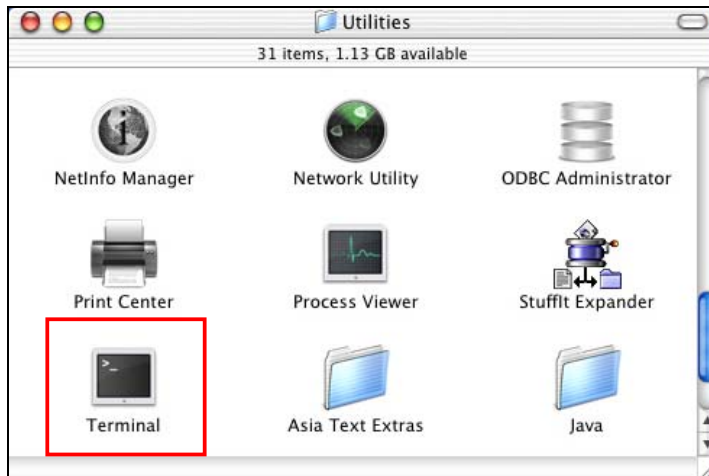 Utilities
31 items, 1.13 GB available
NetInfo Manager
Network Utility
ODBC Administrator
Print Center
Process Viewer
StuffIt Expander
>_
Terminal
Asia Text Extras
Java